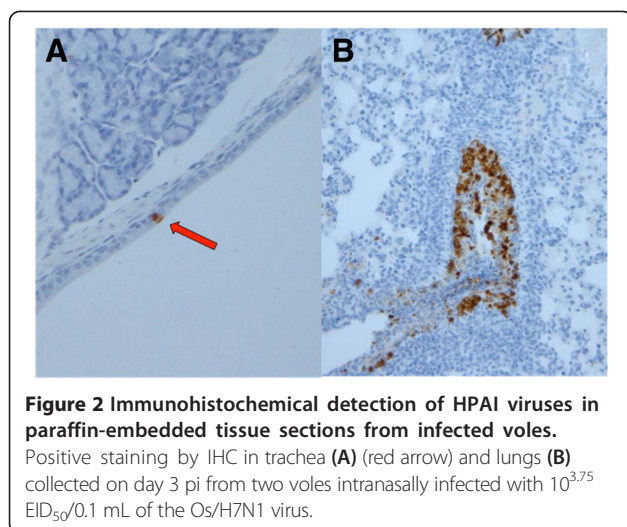 A B
Figure 2 Immunohistochemical detection of HPAI viruses in
paraffin-embedded tissue sections from infected voles.
Positive staining by IHC in trachea (A) (red arrow) and lungs (B)
collected on day 3 pi from two voles intranasally infected with 10^3.75
EID₅₀/0.1 mL of the Os/H7N1 virus.